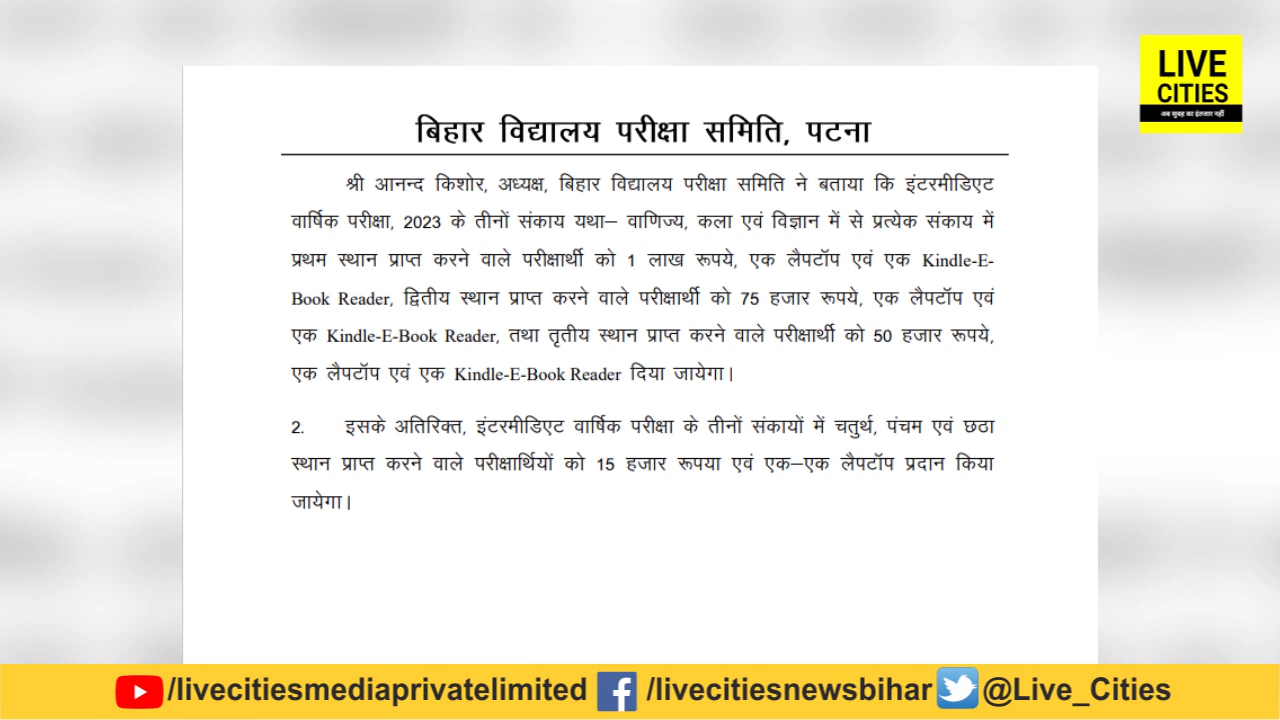 LIVE
CITIES
अब सुबह का इंतजार नहीं
बिहार विद्यालय परीक्षा समिति, पटना
श्री आनन्द किशोर, अध्यक्ष, बिहार विद्यालय परीक्षा समिति ने बताया कि इंटरमीडिएट
वार्षिक परीक्षा, 2023 के तीनों संकाय यथा– वाणिज्य, कला एवं विज्ञान में से प्रत्येक संकाय में
प्रथम स्थान प्राप्त करने वाले परीक्षार्थी को 1 लाख रूपये, एक लैपटॉप एवं एक Kindle-E-
Book Reader, द्वितीय स्थान प्राप्त करने वाले परीक्षार्थी को 75 हजार रूपये, एक लैपटॉप एवं
एक Kindle-E-Book Reader, तथा तृतीय स्थान प्राप्त करने वाले परीक्षार्थी को 50 हजार रूपये,
एक लैपटॉप एवं एक Kindle-E-Book Reader दिया जायेगा।
2. इसके अतिरिक्त, इंटरमीडिएट वार्षिक परीक्षा के तीनों संकायों में चतुर्थ, पंचम एवं छठा
स्थान प्राप्त करने वाले परीक्षार्थियों को 15 हजार रूपया एवं एक–एक लैपटॉप प्रदान किया
जायेगा।
/livecitiesmediaprivatelimited /livecitiesnewsbihar @Live_Cities